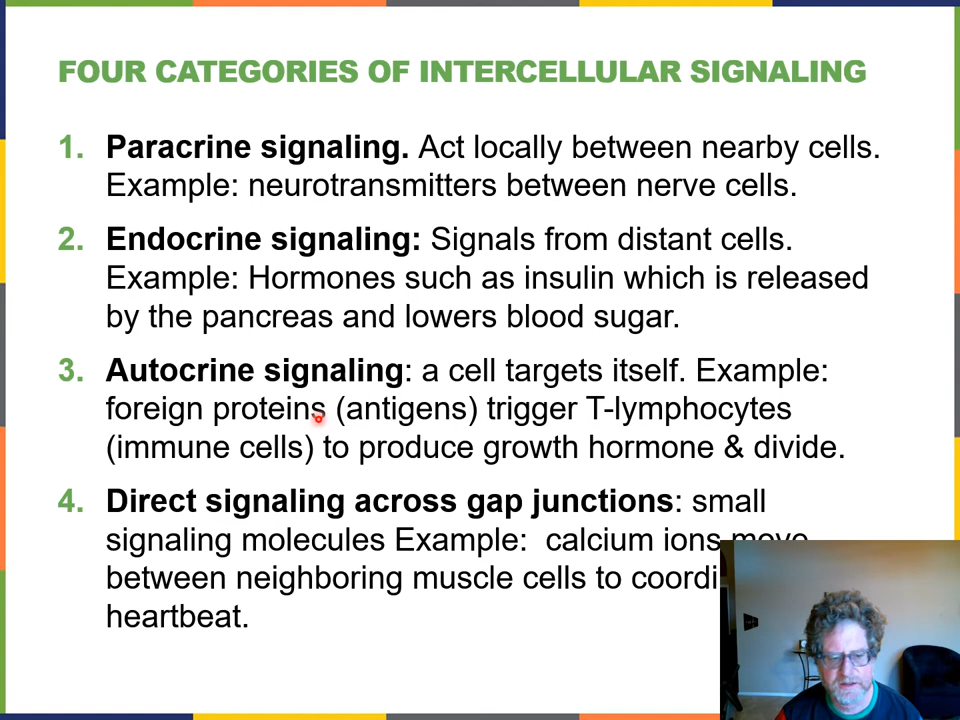 FOUR CATEGORIES OF INTERCELLULAR SIGNALING
1. Paracrine signaling. Act locally between nearby cells.
Example: neurotransmitters between nerve cells.
2. Endocrine signaling: Signals from distant cells.
Example: Hormones such as insulin which is released
by the pancreas and lowers blood sugar.
3. Autocrine signaling: a cell targets itself. Example:
foreign proteins (antigens) trigger T-lymphocytes
(immune cells) to produce growth hormone & divide.
4. Direct signaling across gap junctions: small
signaling molecules Example:  calcium ions move
between neighboring muscle cells to coordi
heartbeat.